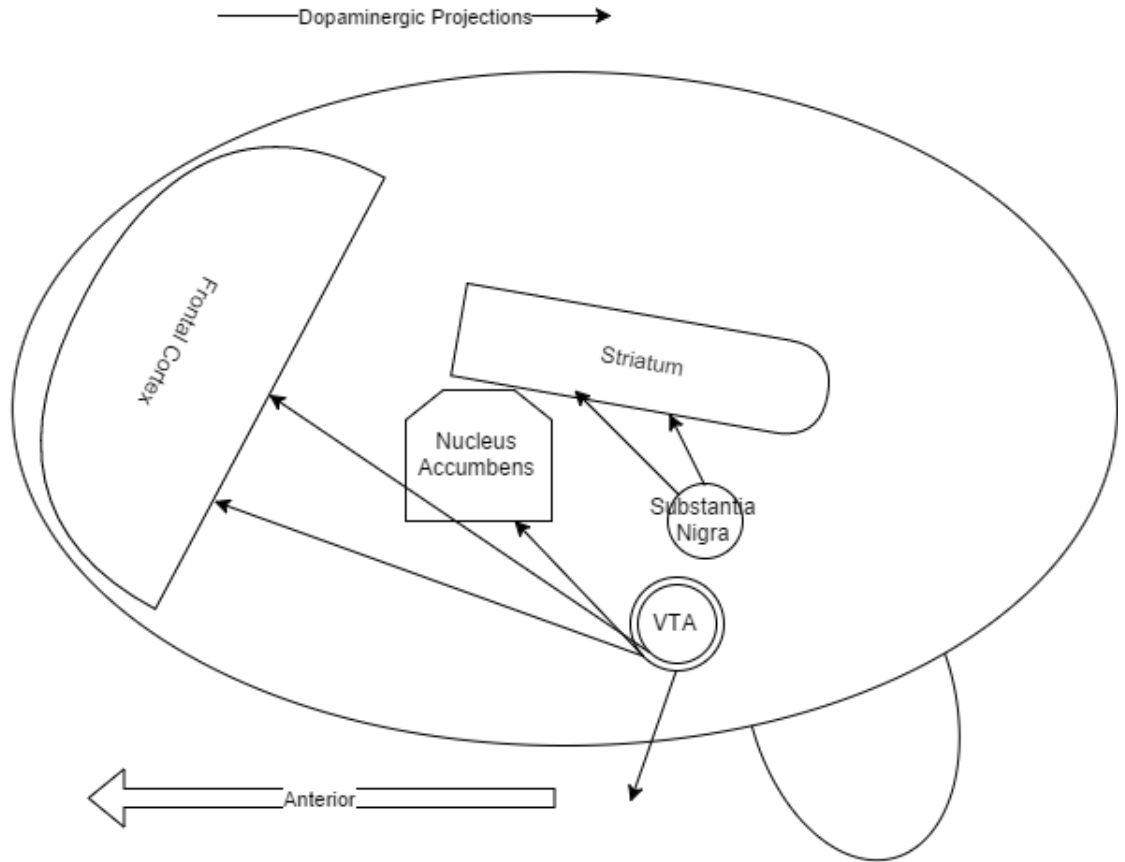 Dopaminergic Projections
Frontal Cortex
Striatum
Nucleus
Accumbens
Substantia
Nigra
VTA
Anterior